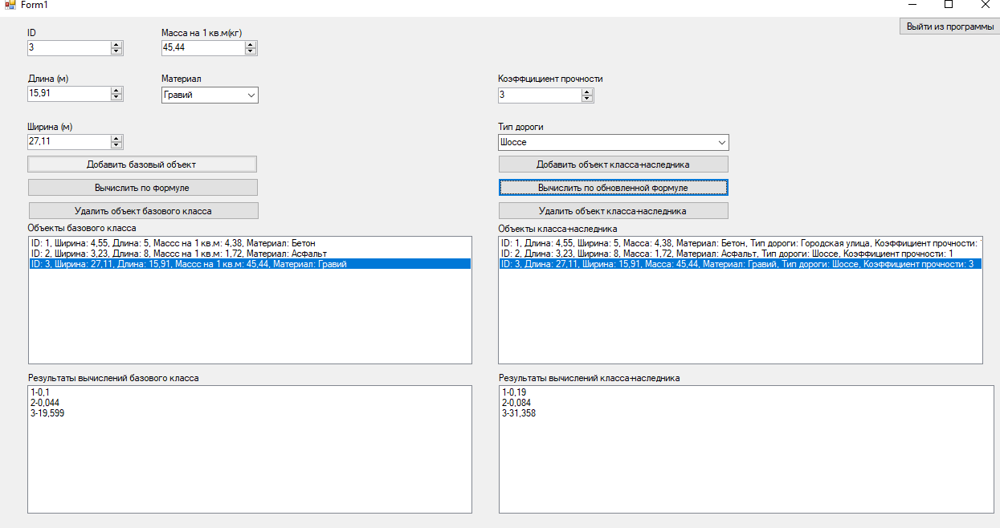 Form1
Выйти из программы
ID
Масса на 1 кв.м(кг)
3
45,44
Длина (м)
Материал
Коэффцициент прочности
15,91
Гравий
3
Ширина (м)
Тип дороги
27,11
Шоссе
Добавить базовый объект
Добавить объект класса-наследника
Вычислить по формуле
Вычислить по обновленной формуле
Удалить объект базового класса
Удалить объект класса-наследника
Объекты базового класса
Объекты класса-наследника
ID: 1, Ширина: 4,55, Длина: 5, Массс на 1 кв.м: 4,38, Материал: Бетон
ID: 2, Ширина: 3,23, Длина: 8, Массс на 1 кв.м: 1,72, Материал: Асфальт
ID: 3, Ширина: 27,11, Длина: 15,91, Массс на 1 кв.м: 45,44, Материал: Гравий
ID: 1, Длина: 4,55, Ширина: 5, Масса: 4,38, Материал: Бетон, Тип дороги: Городская улица, Коэффициент прочности:
ID: 2, Длина: 3,23, Ширина: 8, Масса: 1,72, Материал: Асфальт, Тип дороги: Шоссе, Коэффициент прочности: 1
ID: 3, Длина: 27,11, Ширина: 15,91, Масса: 45,44, Материал: Гравий, Тип дороги: Шоссе, Коэффициент прочности: 3
Результаты вычислений базового класса
Результаты вычислений класса-наследника
1-0,1
2-0,044
3-19,599
1-0,19
2-0,084
3-31,358